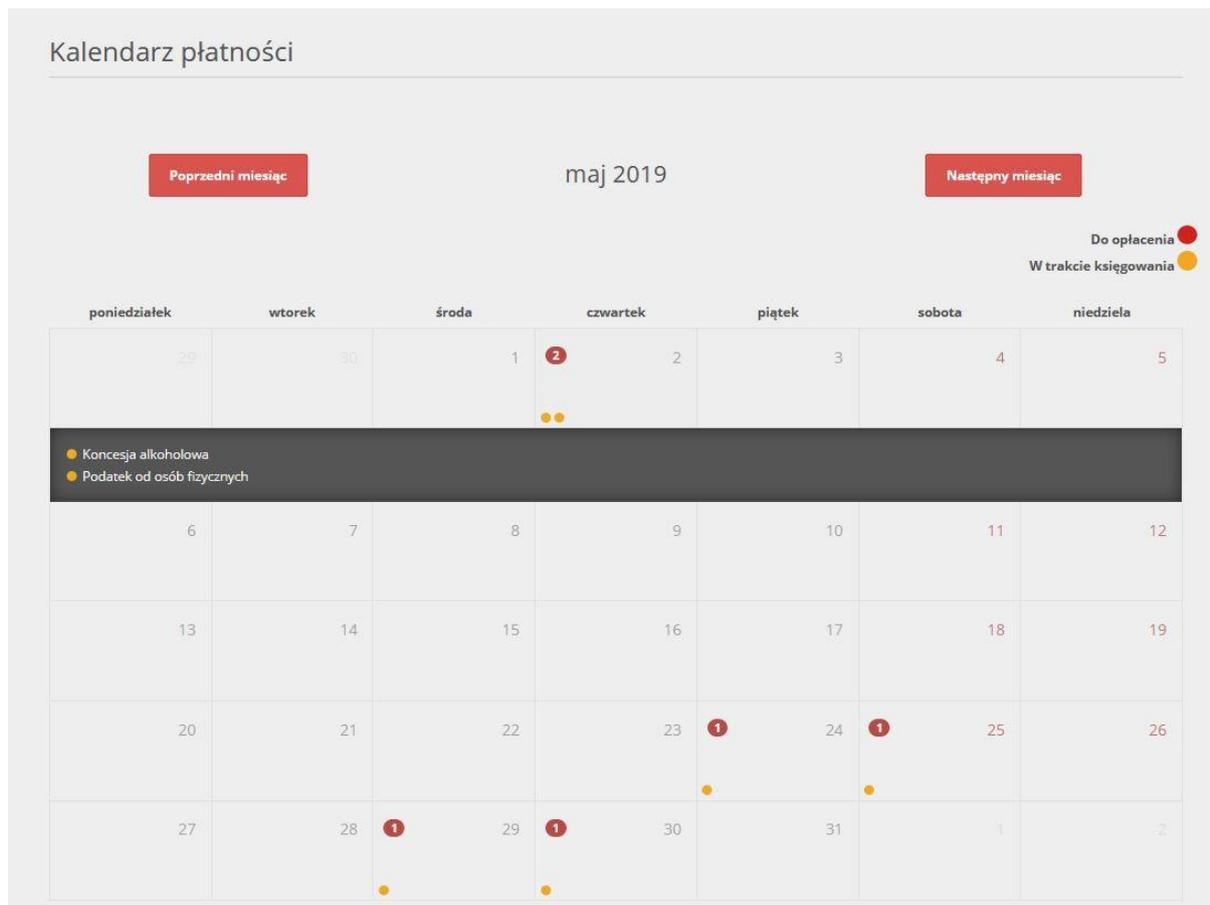 Kalendarz płatności
Poprzedni miesiąc maj 2019 Następny miesiąc
Do opłacenia
W trakcie księgowania
poniedziałek wtorek środa czwartek piątek sobota niedziela
29 30 1 2 2 3 4 5
Koncesja alkoholowa
Podatek od osób fizycznych
6 7 8 9 10 11 12
13 14 15 16 17 18 19
20 21 22 23 1 24 1 25 26
27 28 1 29 1 30 31 1 2